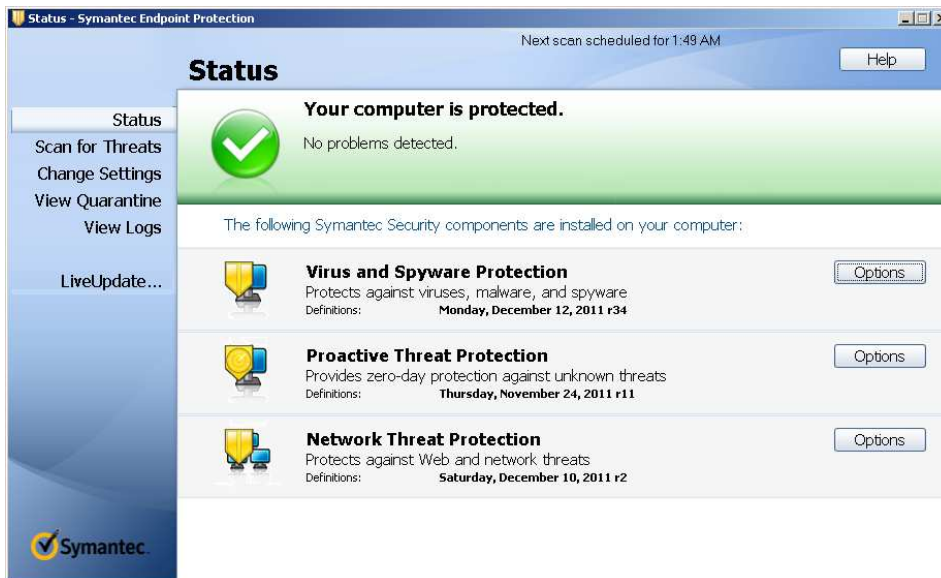 Status - Symantec Endpoint Protection
Next scan scheduled for 1:49 AM
Help
Status
Status
Scan for Threats
Change Settings
View Quarantine
View Logs
LiveUpdate...
Your computer is protected.
No problems detected.
The following Symantec Security components are installed on your computer:
Virus and Spyware Protection
Protects against viruses, malware, and spyware
Definitions: Monday, December 12, 2011 r34
Options
Proactive Threat Protection
Provides zero-day protection against unknown threats
Definitions: Thursday, November 24, 2011 r11
Options
Network Threat Protection
Protects against Web and network threats
Definitions: Saturday, December 10, 2011 r2
Options
Symantec.